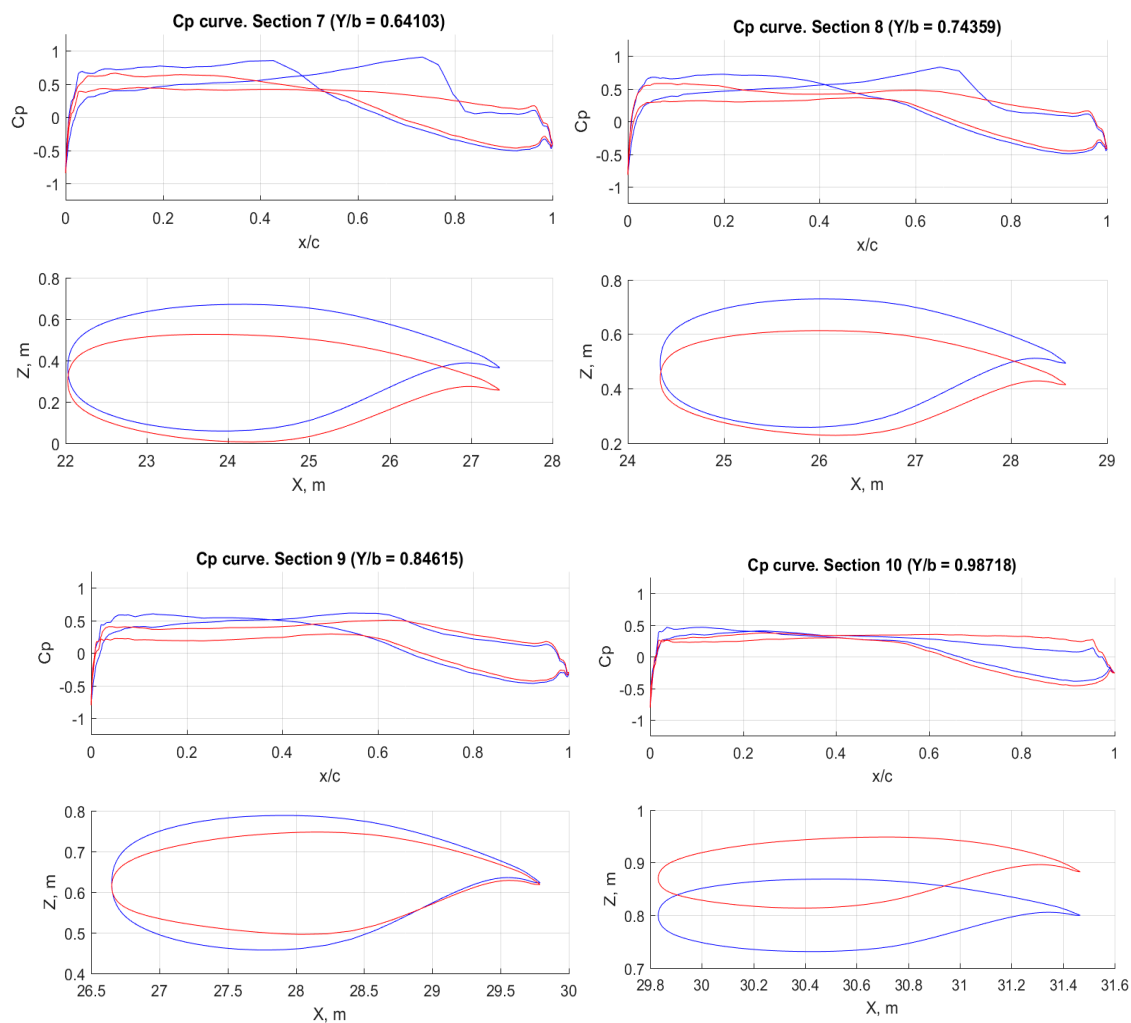 Cp curve. Section 7 (Y/b = 0.64103)
1
0.5
0
-0.5
-1
Cp
0 0.2 0.4 0.6 0.8 1
x/c
0.8
0.6
0.4
0.2
0
Z, m
22 23 24 25 26 27 28
X, m
Cp curve. Section 8 (Y/b = 0.74359)
1
0.5
0
-0.5
-1
Cp
0 0.2 0.4 0.6 0.8 1
x/c
0.8
0.6
0.4
0.2
Z, m
24 25 26 27 28 29
X, m
Cp curve. Section 9 (Y/b = 0.84615)
1
0.5
0
-0.5
-1
Cp
0 0.2 0.4 0.6 0.8 1
x/c
0.8
0.7
0.6
0.5
0.4
Z, m
26.5 27 27.5 28 28.5 29 29.5 30
X, m
Cp curve. Section 10 (Y/b = 0.98718)
1
0.5
0
-0.5
-1
Cp
0 0.2 0.4 0.6 0.8 1
x/c
1
0.9
0.8
0.7
Z, m
29.8 30 30.2 30.4 30.6 30.8 31 31.2 31.4 31.6
X, m